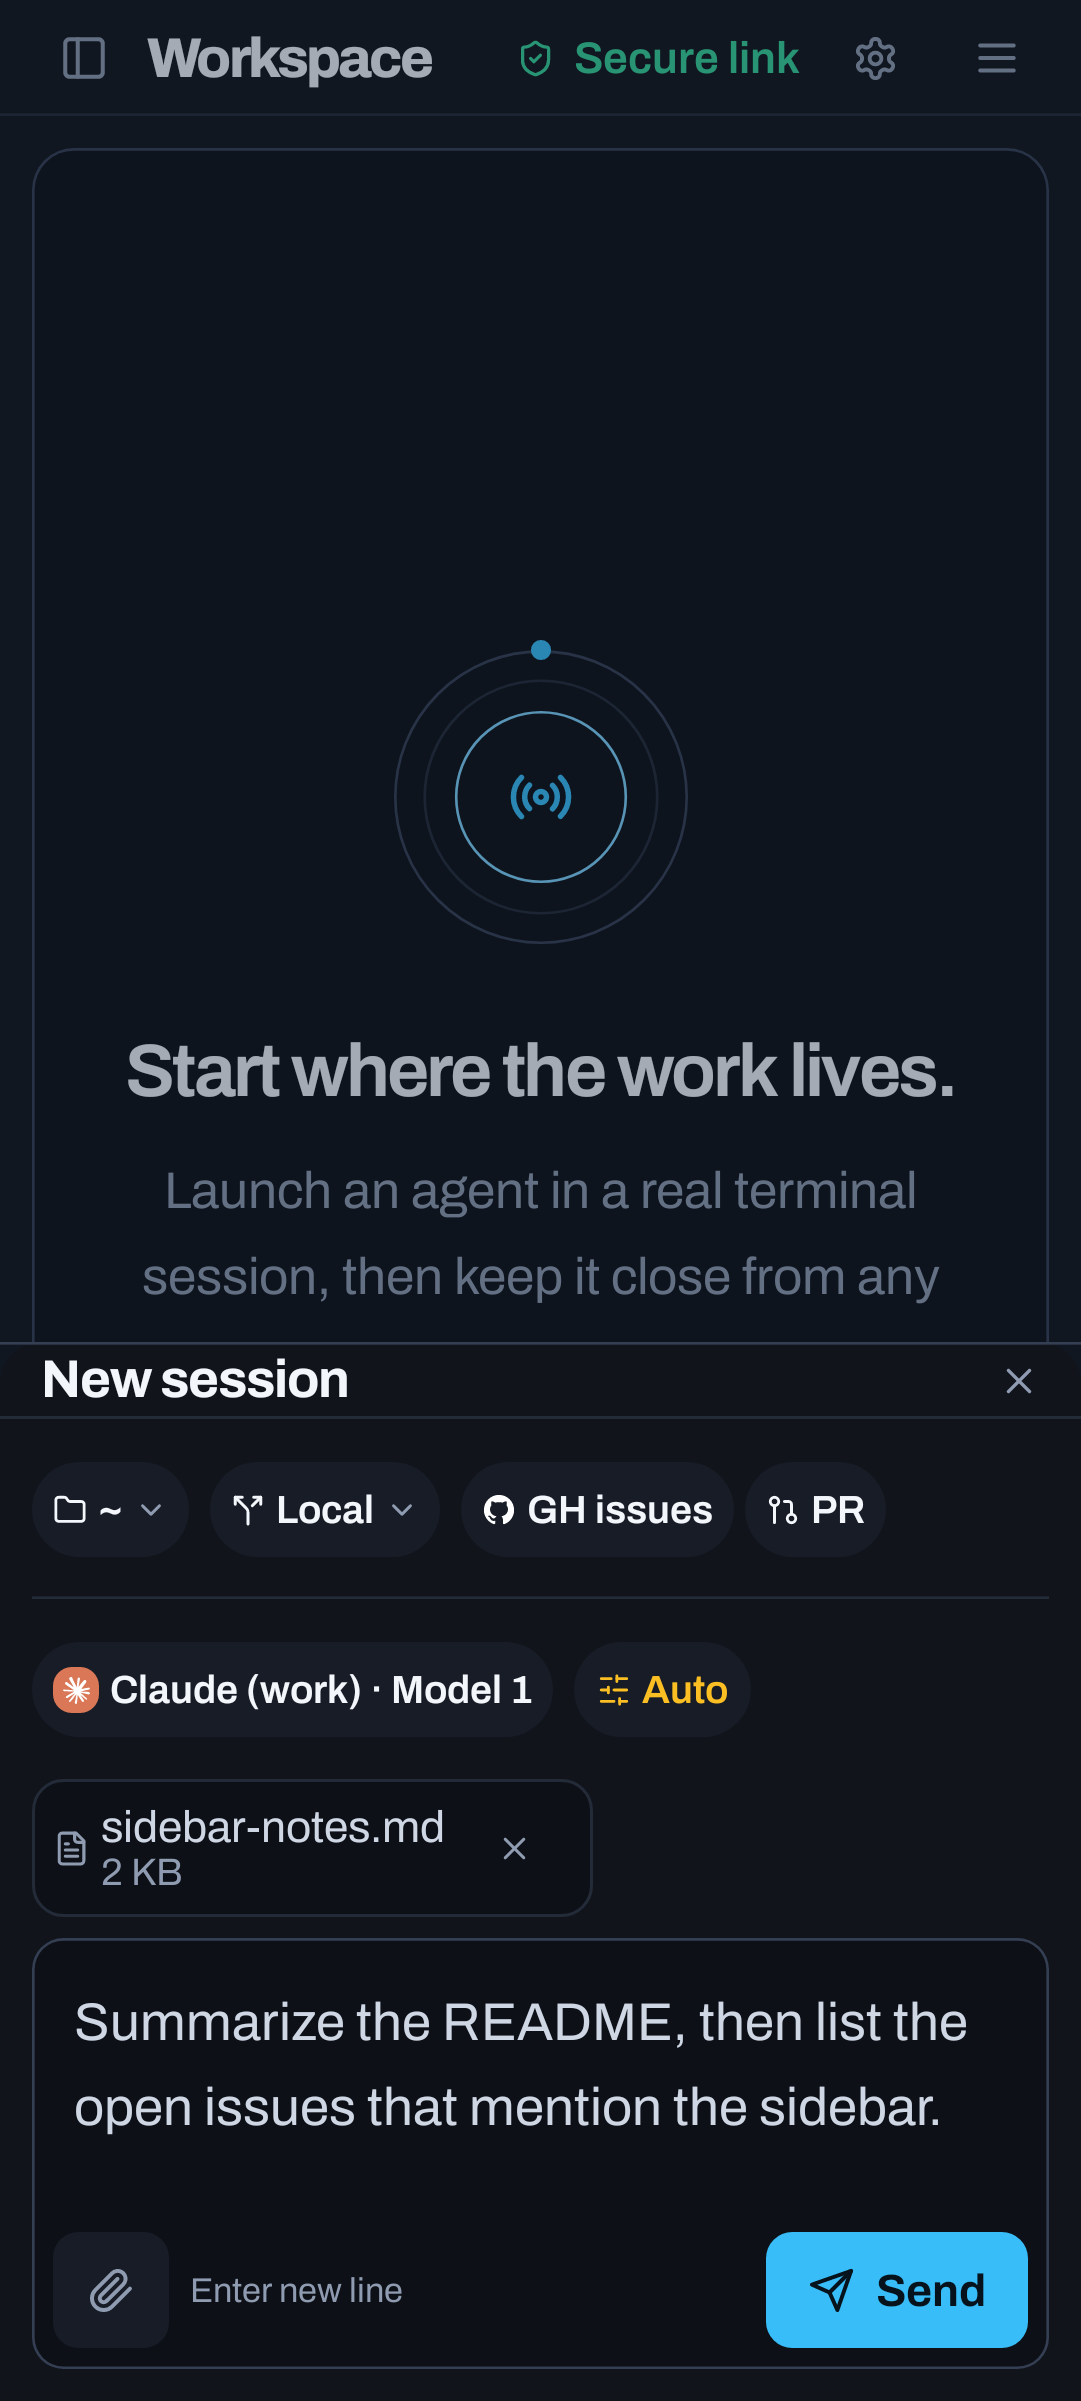 Workspace
Secure link
Start where the work lives.
Launch an agent in a real terminal
session, then keep it close from any
New session
~
Local
GH issues
PR
Claude (work) · Model 1
Auto
sidebar-notes.md
2 KB
Summarize the README, then list the
open issues that mention the sidebar.
Enter new line
Send